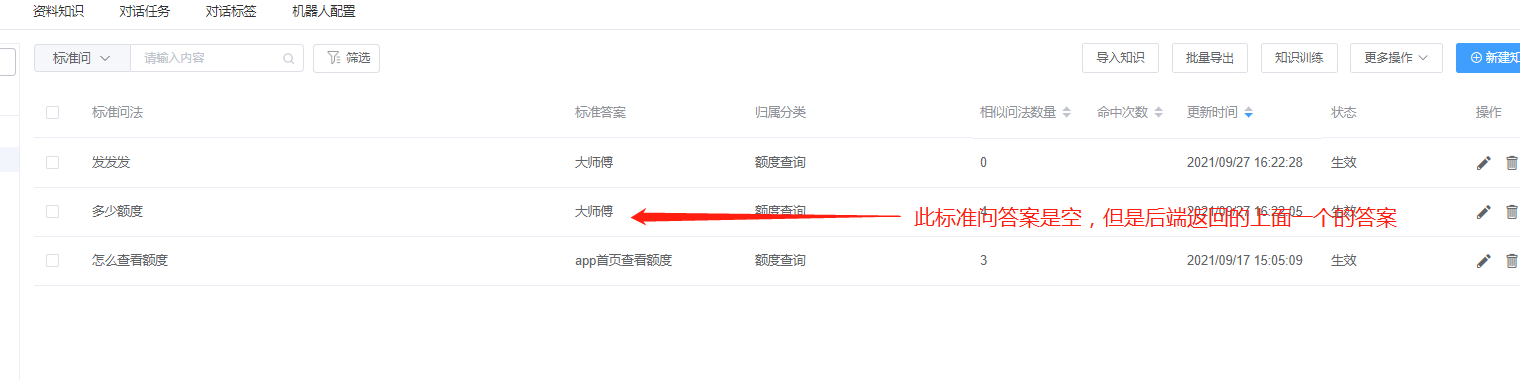 资料知识 对话任务 对话标签 机器人配置
标准问 请输入内容 筛选 导入知识 批量导出 知识训练 更多操作 新建知
标准问法 标准答案 归属分类 相似问法数量 命中次数 更新时间 状态 操作
发发发 大师傅 额度查询 0 2021/09/27 16:22:28 生效
多少额度 大师傅 额度查询 4 2021/09/27 16:22:05 生效
此标准问答案是空，但是后端返回的上面一个的答案
怎么查看额度 app首页查看额度 额度查询 3 2021/09/17 15:05:09 生效